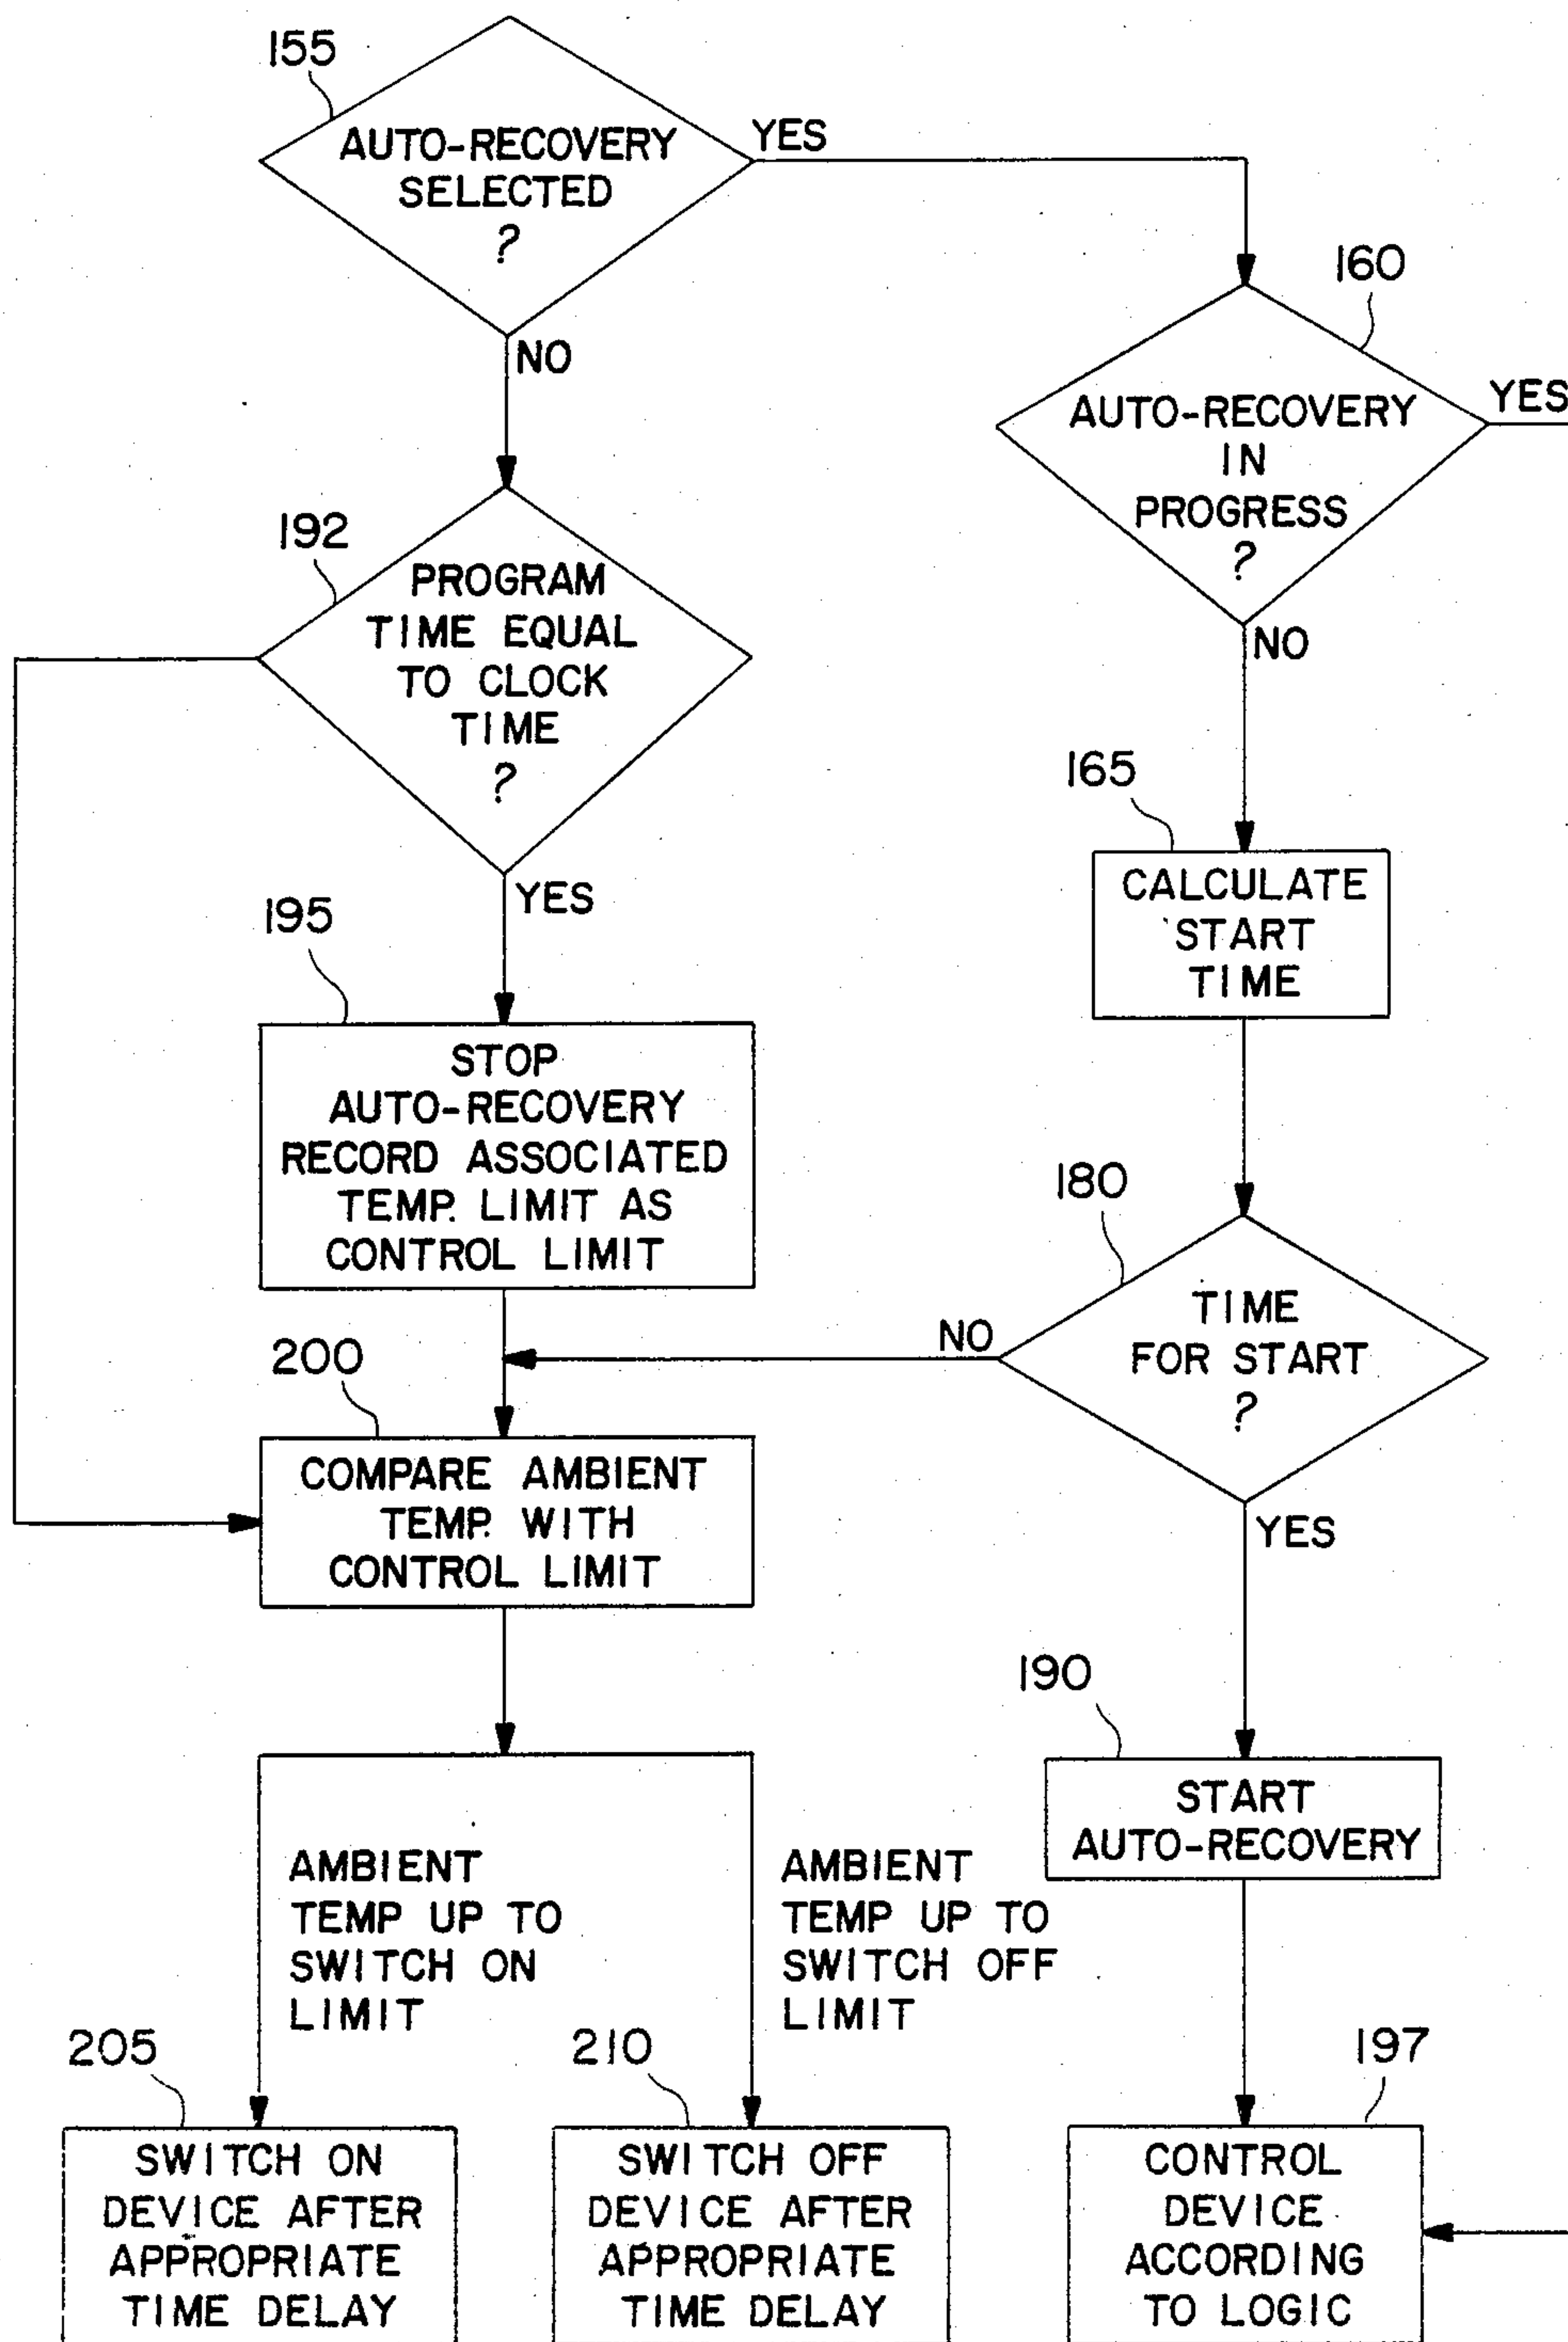 155
AUTO-RECOVERY
SELECTED
?
YES
NO
160
AUTO-RECOVERY
IN
PROGRESS
?
YES
NO
192
PROGRAM
TIME EQUAL
TO CLOCK
TIME
?
YES
165
CALCULATE
START
TIME
195
STOP
AUTO-RECOVERY
RECORD ASSOCIATED
TEMP. LIMIT AS
CONTROL LIMIT
180
TIME
FOR START
?
NO
YES
200
COMPARE AMBIENT
TEMP. WITH
CONTROL LIMIT
190
START
AUTO-RECOVERY
AMBIENT
TEMP UP TO
SWITCH ON
LIMIT
AMBIENT
TEMP UP TO
SWITCH OFF
LIMIT
205
SWITCH ON
DEVICE AFTER
APPROPRIATE
TIME DELAY
210
SWITCH OFF
DEVICE AFTER
APPROPRIATE
TIME DELAY
197
CONTROL
DEVICE
ACCORDING
TO LOGIC